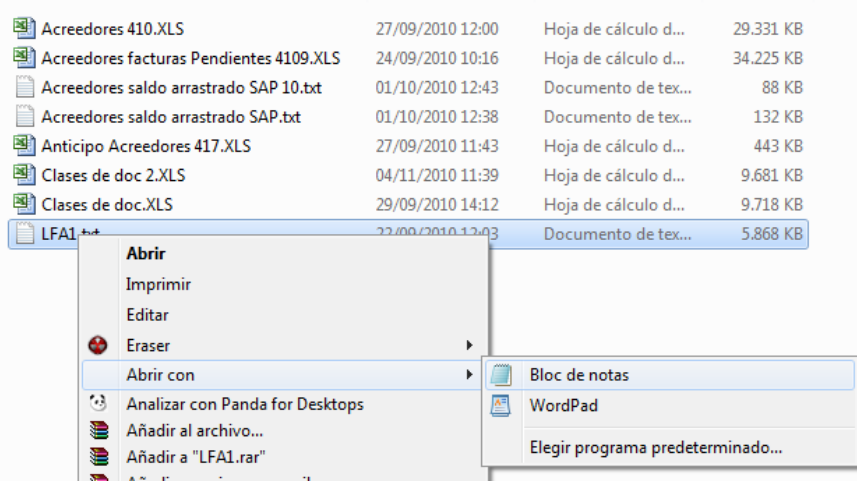 Acreedores 410.XLS 27/09/2010 12:00 Hoja de cálculo d... 29.331 KB
Acreedores facturas Pendientes 4109.XLS 24/09/2010 10:16 Hoja de cálculo d... 34.225 KB
Acreedores saldo arrastrado SAP 10.txt 01/10/2010 12:43 Documento de tex... 88 KB
Acreedores saldo arrastrado SAP.txt 01/10/2010 12:38 Documento de tex... 132 KB
Anticipo Acreedores 417.XLS 27/09/2010 11:43 Hoja de cálculo d... 443 KB
Clases de doc 2.XLS 04/11/2010 11:39 Hoja de cálculo d... 9.681 KB
Clases de doc.XLS 29/09/2010 14:12 Hoja de cálculo d... 9.718 KB
LFA1.txt 22/09/2010 12:03 Documento de tex... 5.868 KB
Abrir
Imprimir
Editar
Eraser
Abrir con
Bloc de notas
Analizar con Panda for Desktops
WordPad
Añadir al archivo...
Elegir programa predeterminado...
Añadir a "LFA1.rar"